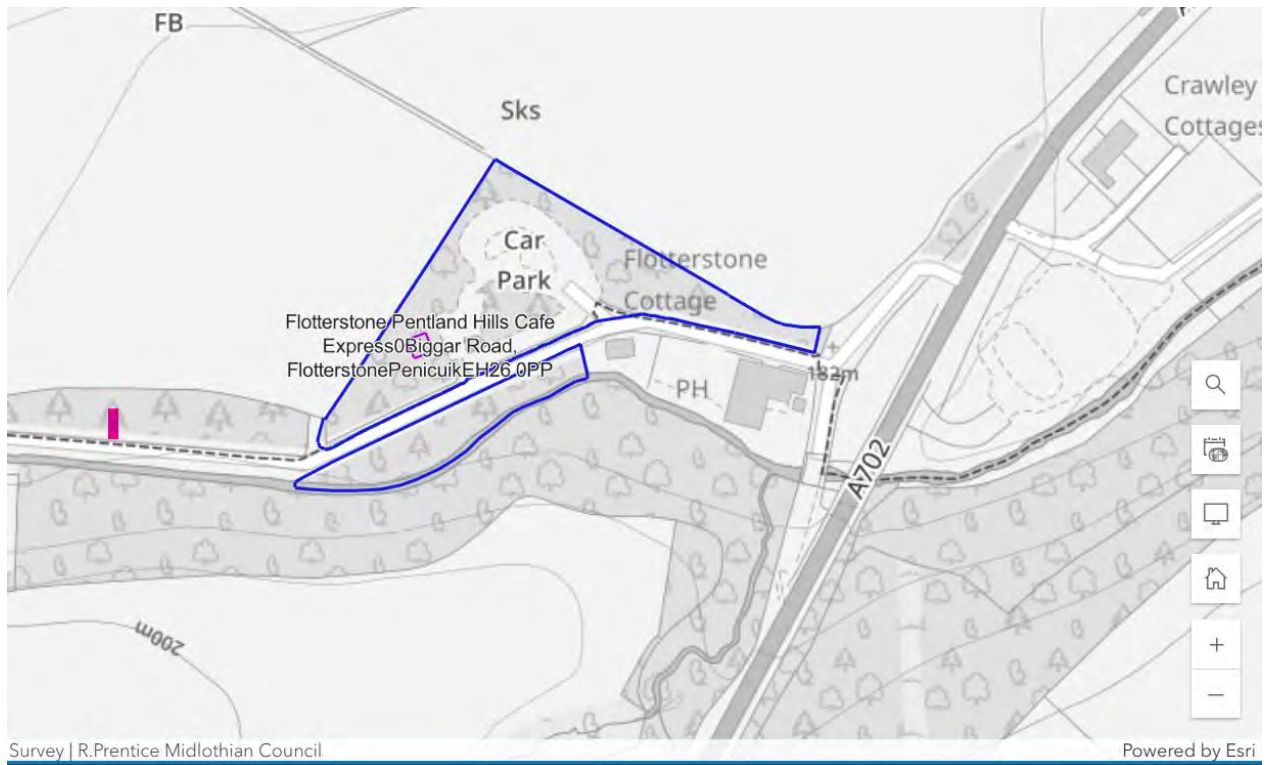 FB
Sks
Crawley
Cottages
Car
Park
Flotterstone
Cottage
Flotterstone Pentland Hills Cafe
Express0Biggar Road,
FlotterstonePenicuikEH26 0PP
182m
PH
A702
200m
Survey | R.Prentice Midlothian Council
Powered by Esri